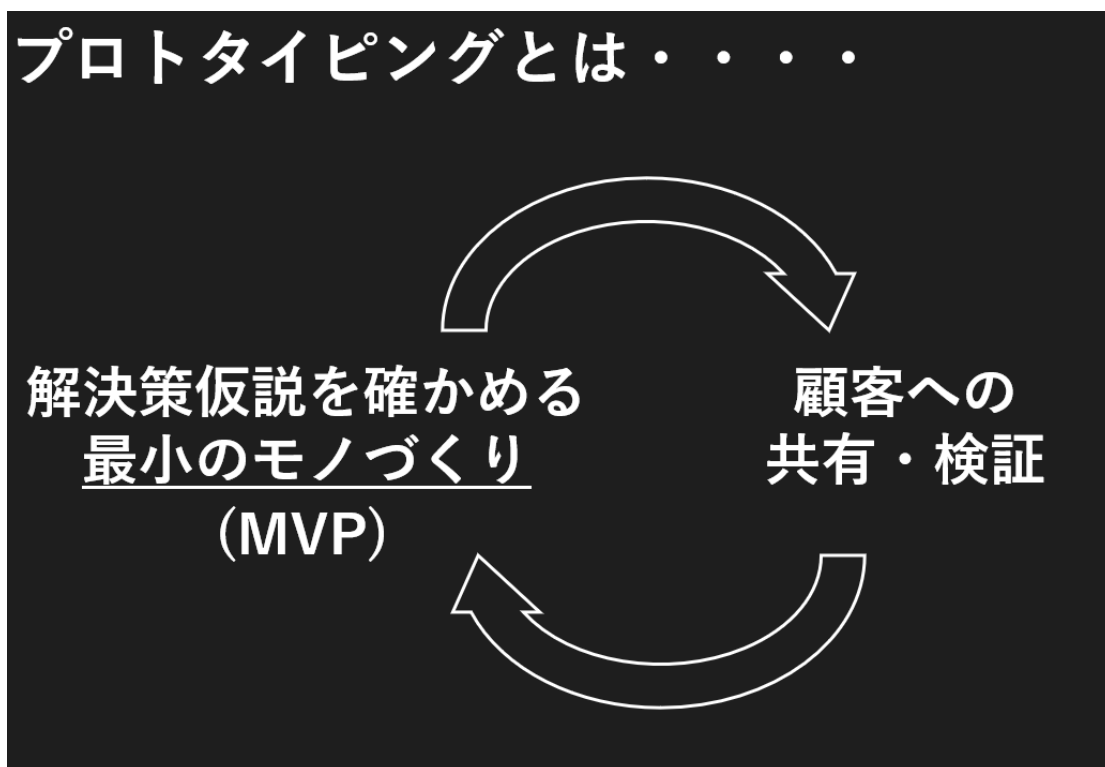 プロトタイピングとは・・・・
解決策仮説を確かめる
最小のモノづくり
(MVP)
顧客への
共有・検証